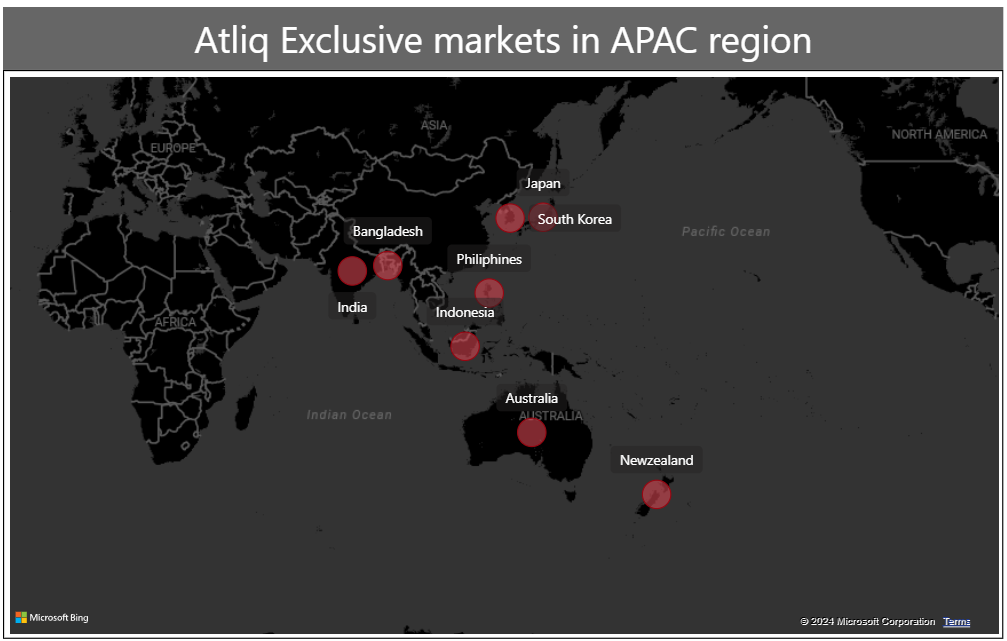 Atliq Exclusive markets in APAC region
ASIA
NORTH AMERICA
EUROPE
Japan
South Korea
Bangladesh
Pacific Ocean
Philiphines
India
Indonesia
AFRICA
Australia
AUSTRALIA
Indian Ocean
Newzealand
Microsoft Bing
© 2024 Microsoft Corporation Terms